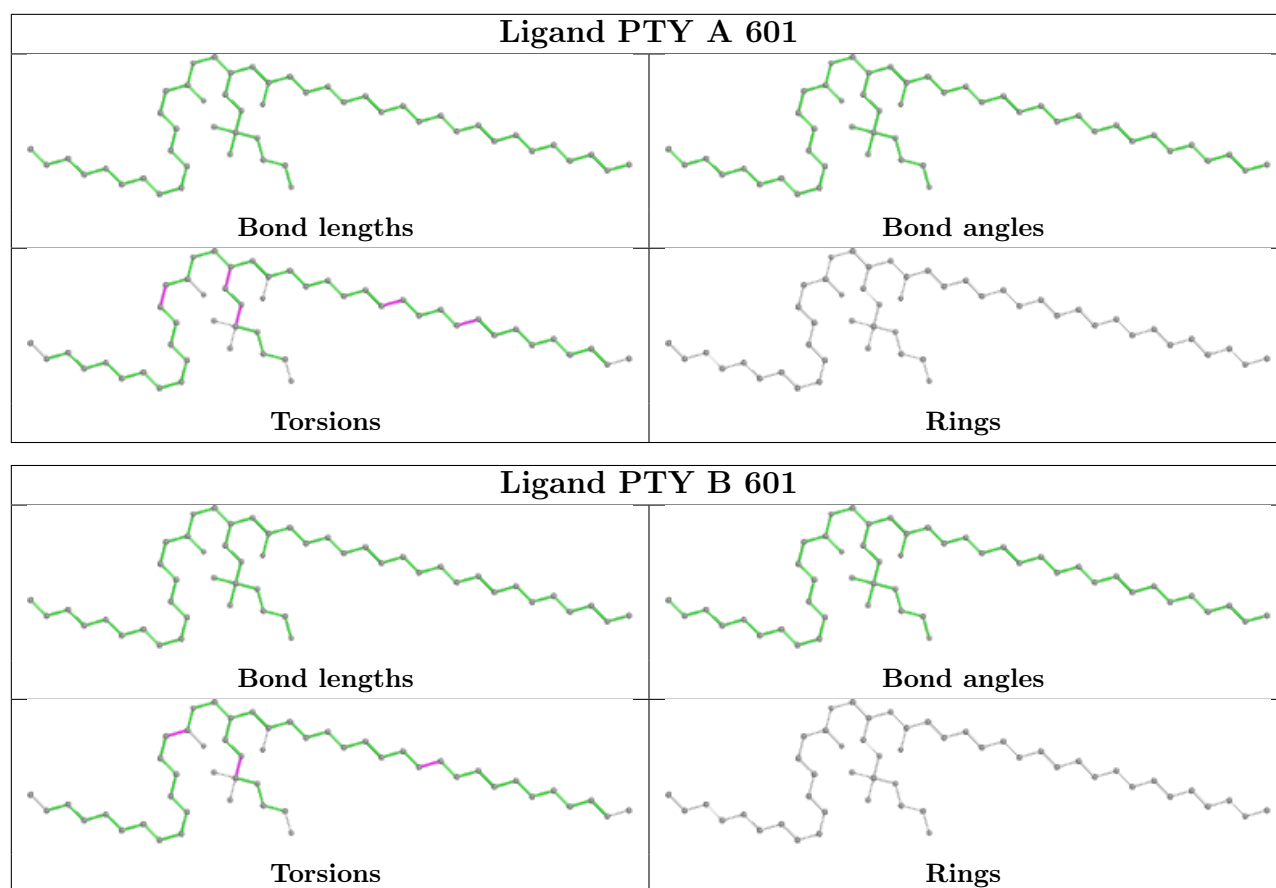 Ligand PTY A 601
Bond lengths
Bond angles
Torsions
Rings
Ligand PTY B 601
Bond lengths
Bond angles
Torsions
Rings